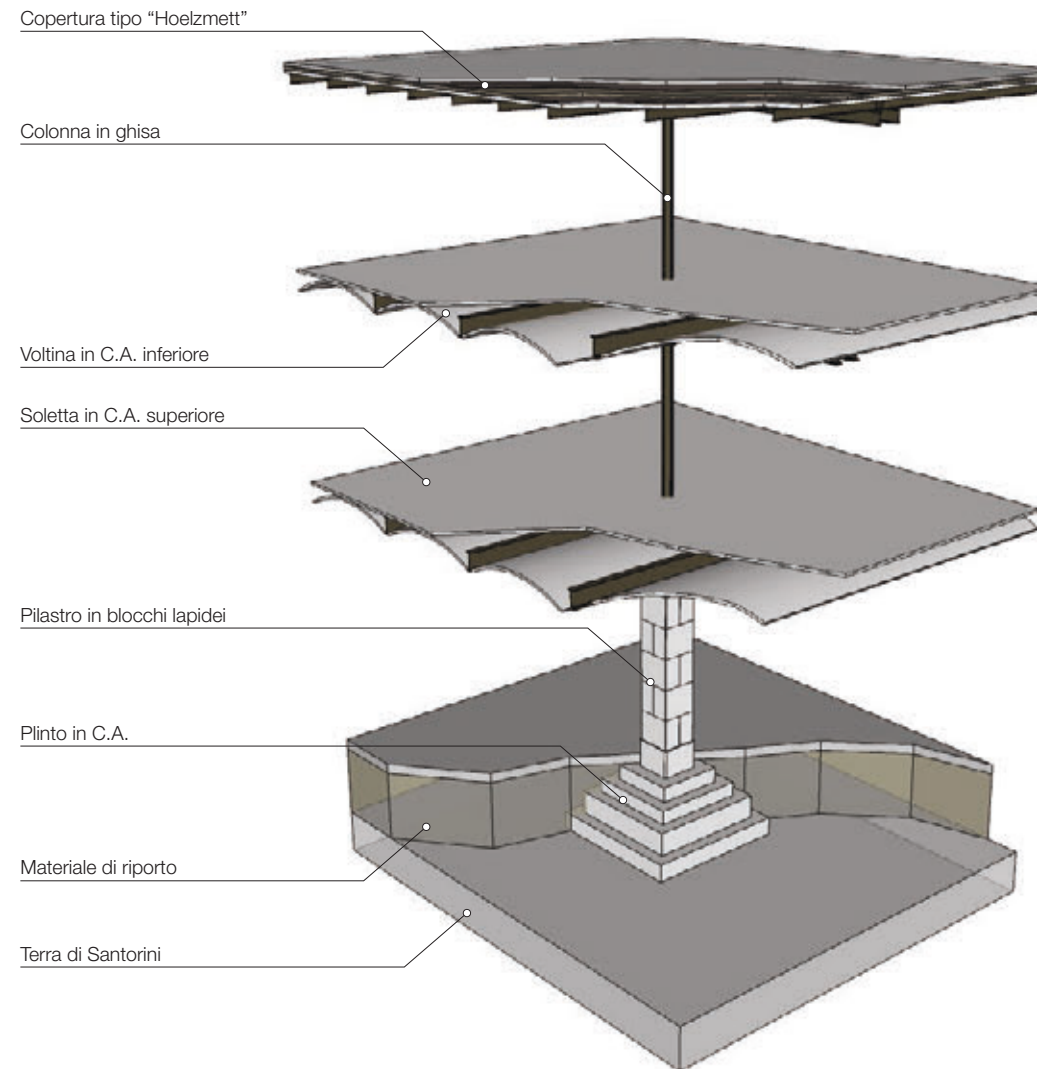 Copertura tipo “Hoelzmett”
Colonna in ghisa
Voltina in C.A. inferiore
Soletta in C.A. superiore
Pilastro in blocchi lapidei
Plinto in C.A.
Materiale di riporto
Terra di Santorini